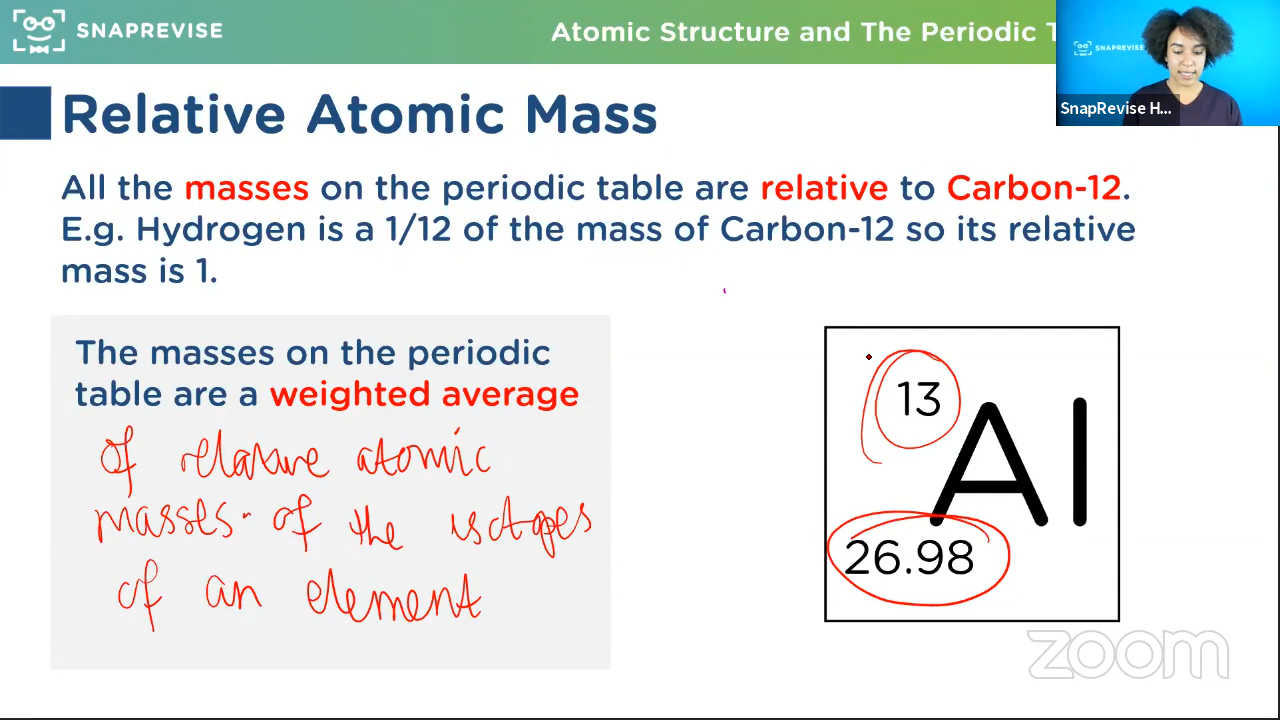 SNAPREVISE
Atomic Structure and The Periodic T
SNAPREVISE
SnapRevise H...
Relative Atomic Mass
All the masses on the periodic table are relative to Carbon-12.
E.g. Hydrogen is a 1/12 of the mass of Carbon-12 so its relative
mass is 1.
The masses on the periodic
table are a weighted average
of relative atomic
masses of the isotopes
of an element
13
Al
26.98
zoom